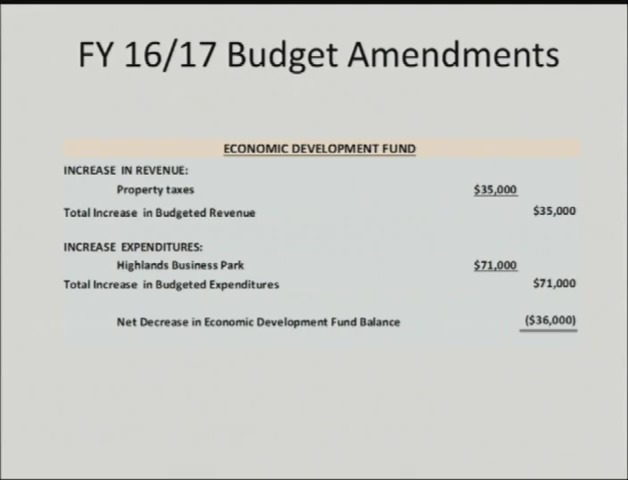 FY 16/17 Budget Amendments
ECONOMIC DEVELOPMENT FUND
INCREASE IN REVENUE:
Property taxes $35,000
Total Increase in Budgeted Revenue $35,000
INCREASE EXPENDITURES:
Highlands Business Park $71,000
Total Increase in Budgeted Expenditures $71,000
Net Decrease in Economic Development Fund Balance ($36,000)